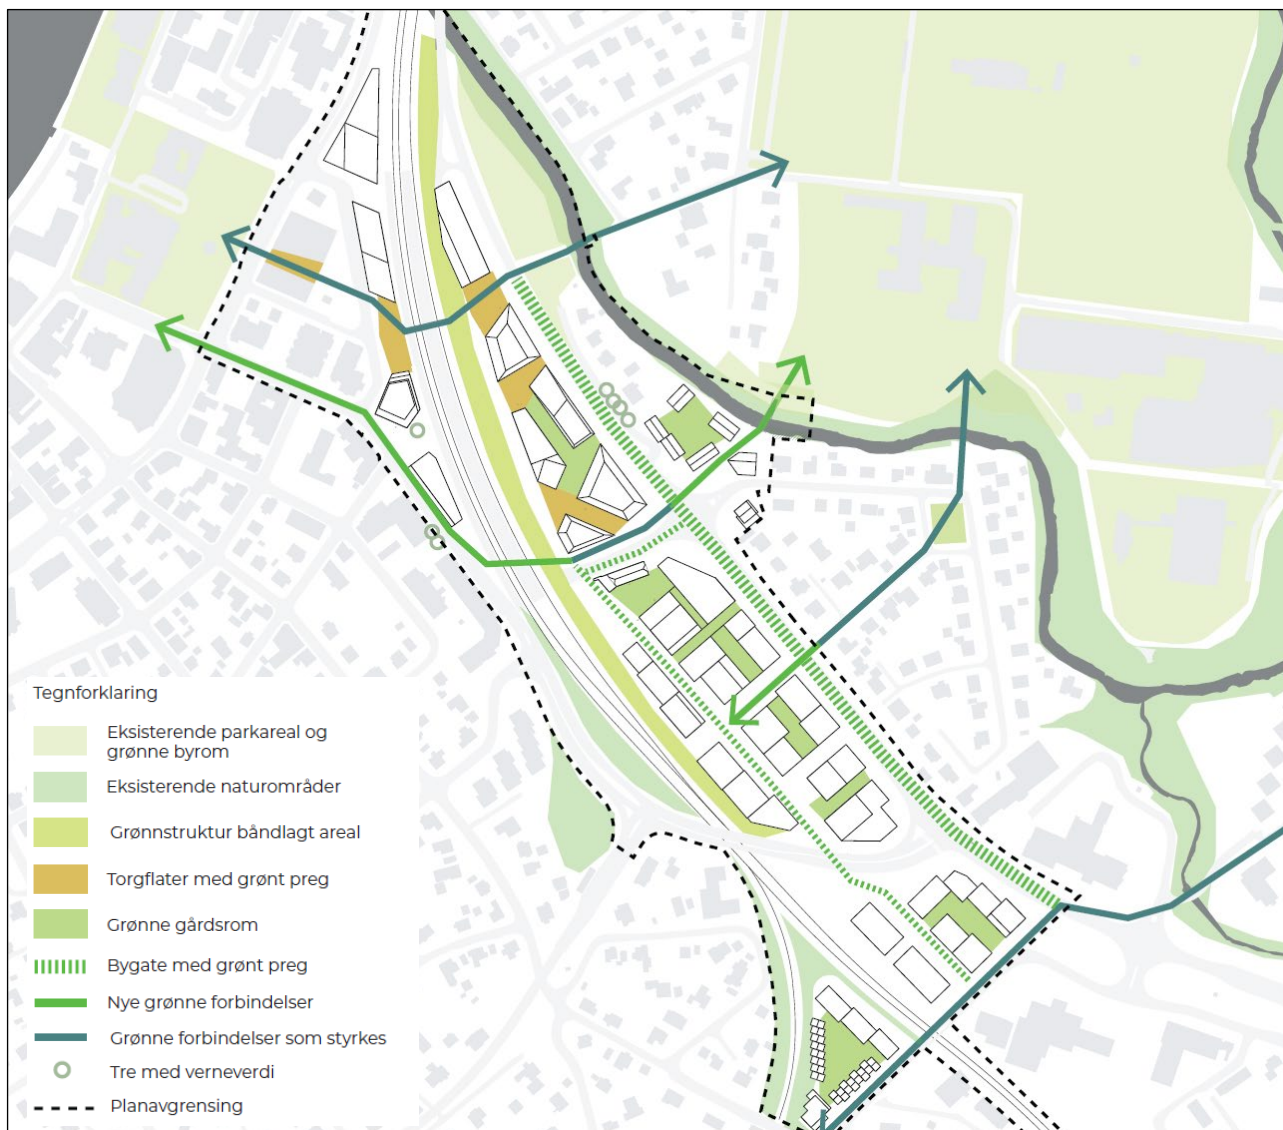 Tegnforklaring
Eksisterende parkareal og
grønne byrom
Eksisterende naturområder
Grønnstruktur båndlagt areal
Torgflater med grønt preg
Grønne gårdsrom
Bygate med grønt preg
Nye grønne forbindelser
Grønne forbindelser som styrkes
Tre med verneverdi
Planavgrensing